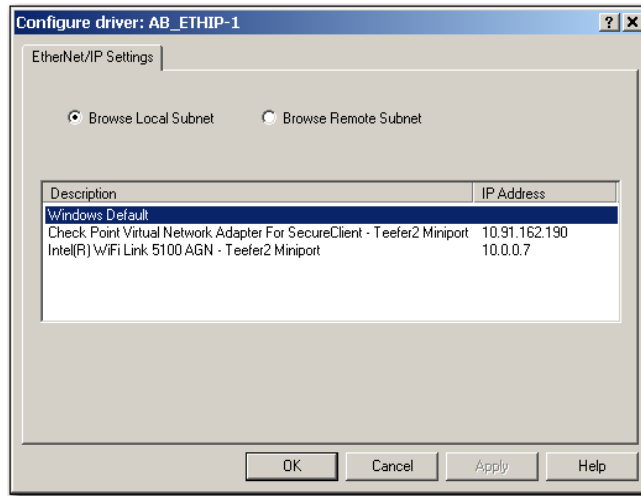 Configure driver: AB_ETHIP-1
EtherNet/IP Settings
Browse Local Subnet Browse Remote Subnet
Description IP Address
Windows Default
Check Point Virtual Network Adapter For SecureClient - Teefer2 Miniport 10.91.162.190
Intel(R) WiFi Link 5100 AGN - Teefer2 Miniport 10.0.0.7
OK Cancel Apply Help